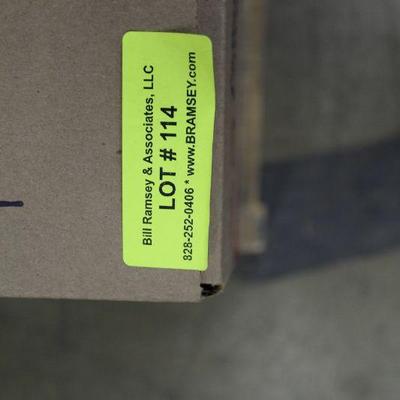 Bill Ramsey & Associates, LLC
LOT # 114
828-252-0406 * www.BRAMSEY.com